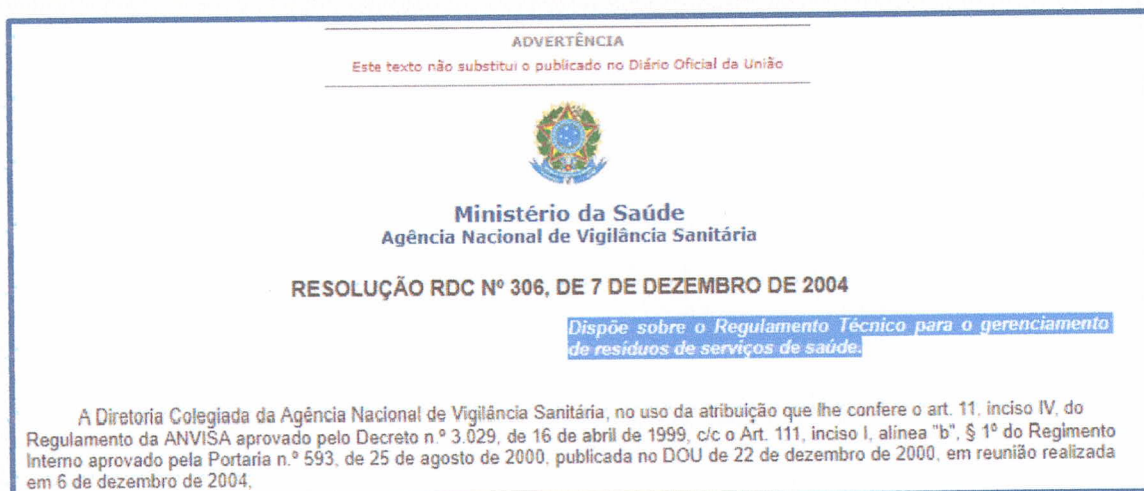 ADVERTÊNCIA
Este texto não substitui o publicado no Diário Oficial da União
Ministério da Saúde
Agência Nacional de Vigilância Sanitária
RESOLUÇÃO RDC Nº 306, DE 7 DE DEZEMBRO DE 2004
Dispõe sobre o Regulamento Técnico para o gerenciamento
de resíduos de serviços de saúde.
A Diretoria Colegiada da Agência Nacional de Vigilância Sanitária, no uso da atribuição que lhe confere o art. 11, inciso IV, do
Regulamento da ANVISA aprovado pelo Decreto n.º 3.029, de 16 de abril de 1999, c/c o Art. 111, inciso I, alínea "b", § 1º do Regimento
Interno aprovado pela Portaria n.º 593, de 25 de agosto de 2000, publicada no DOU de 22 de dezembro de 2000, em reunião realizada
em 6 de dezembro de 2004,